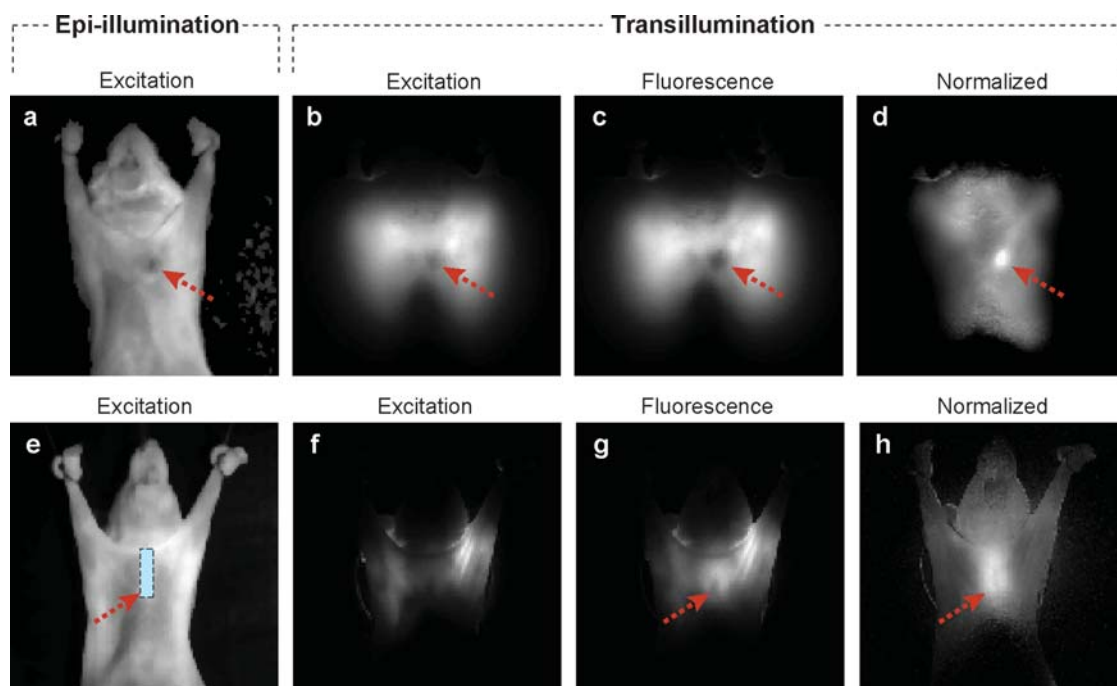 Epi-illumination Transillumination
Excitation Excitation Fluorescence Normalized
a b c d
Excitation Excitation Fluorescence Normalized
e f g h